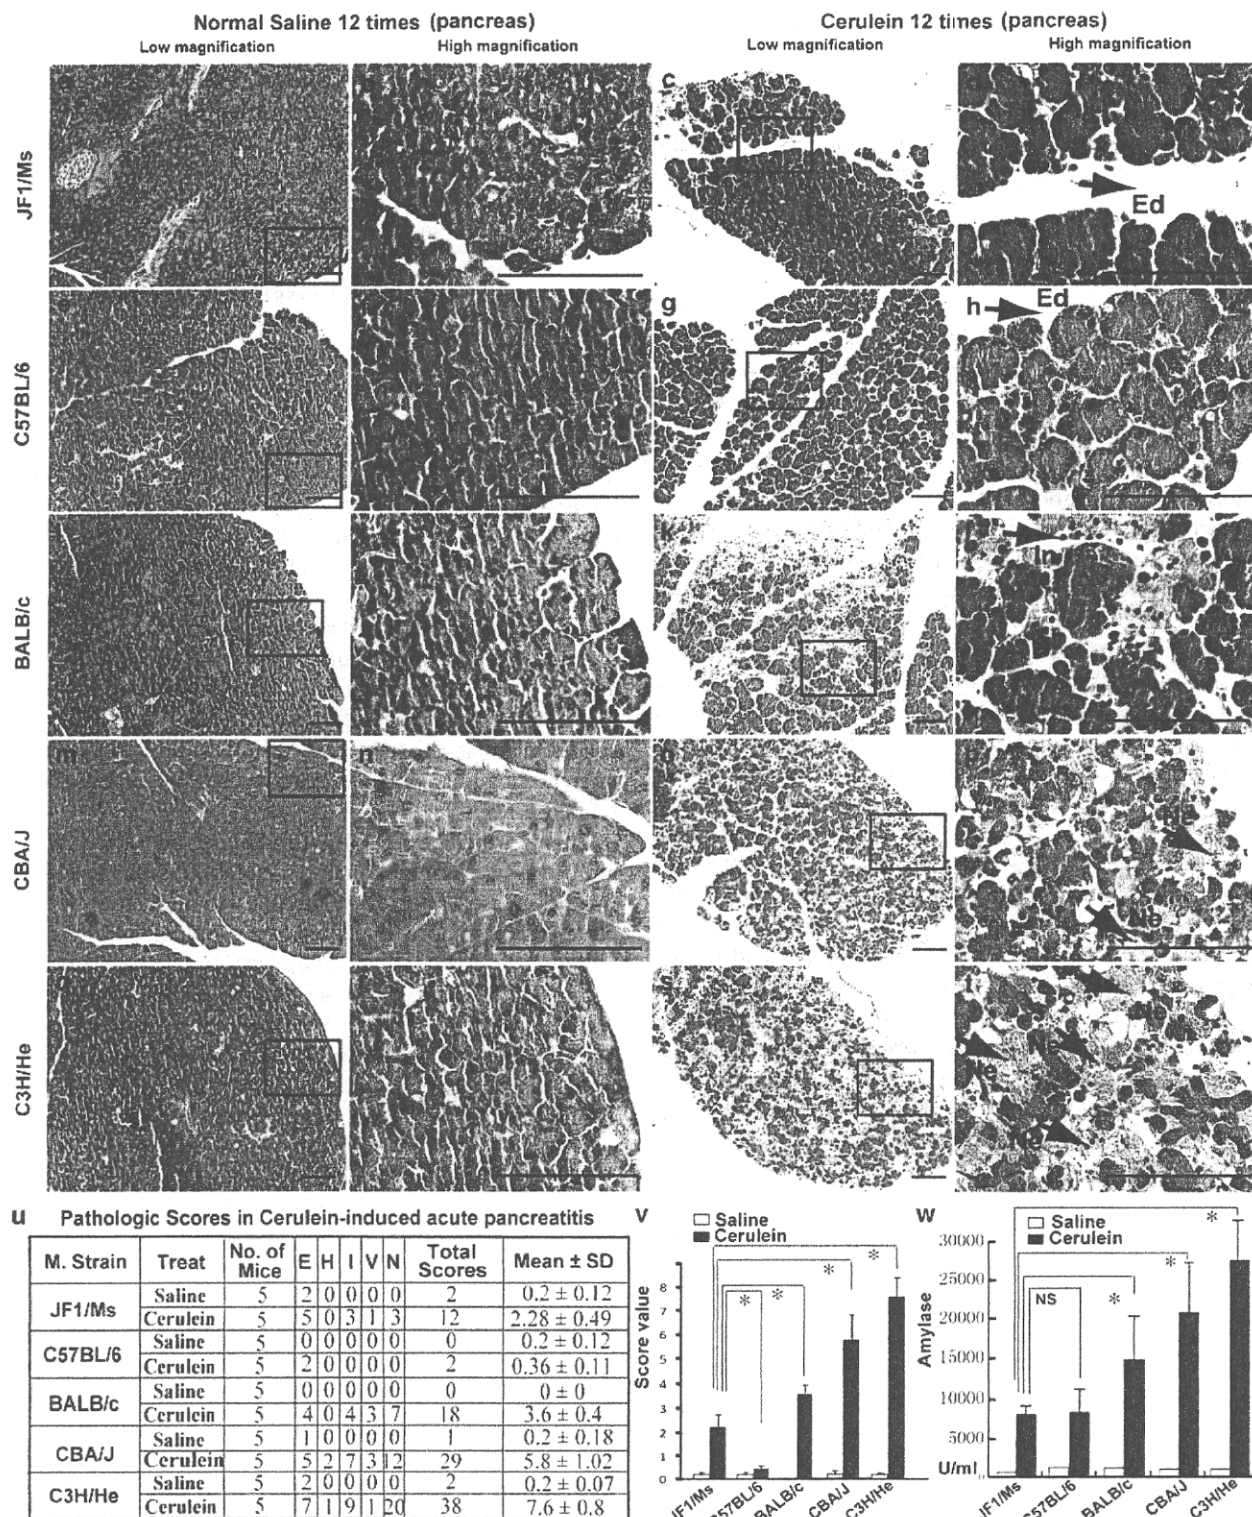 Normal Saline 12 times (pancreas)
Cerulein 12 times (pancreas)
Low magnification
High magnification
Low magnification
High magnification
JF1/Ms
c
Ed
C57BL/6
g
h
Ed
BALB/c
k
l
In
CBA/J
m
n
o
p
Ne
Ne
C3H/He
s
t
Ne
Ne
Ne
Ne
u Pathologic Scores in Cerulein-induced acute pancreatitis
M. Strain Treat No. of Mice E H I V N Total Scores Mean ± SD
JF1/Ms Saline 5 2 0 0 0 0 2 0.2 ± 0.12
Cerulein 5 5 0 3 1 3 12 2.28 ± 0.49
C57BL/6 Saline 5 0 0 0 0 0 0 0.2 ± 0.12
Cerulein 5 2 0 0 0 0 2 0.36 ± 0.11
BALB/c Saline 5 0 0 0 0 0 0 0 ± 0
Cerulein 5 4 0 4 3 7 18 3.6 ± 0.4
CBA/J Saline 5 1 0 0 0 0 1 0.2 ± 0.18
Cerulein 5 5 2 7 3 12 29 5.8 ± 1.02
C3H/He Saline 5 2 0 0 0 0 2 0.2 ± 0.07
Cerulein 5 7 1 9 1 20 38 7.6 ± 0.8
v
Saline
Cerulein
Score value
8
7
6
5
4
3
2
1
0
* * * *
JF1/Ms C57BL/6 BALB/c CBA/J C3H/He
w
Saline
Cerulein
Amylase
30000
25000
20000
15000
10000
5000
U/ml
NS * * *
JF1/Ms C57BL/6 BALB/c CBA/J C3H/He